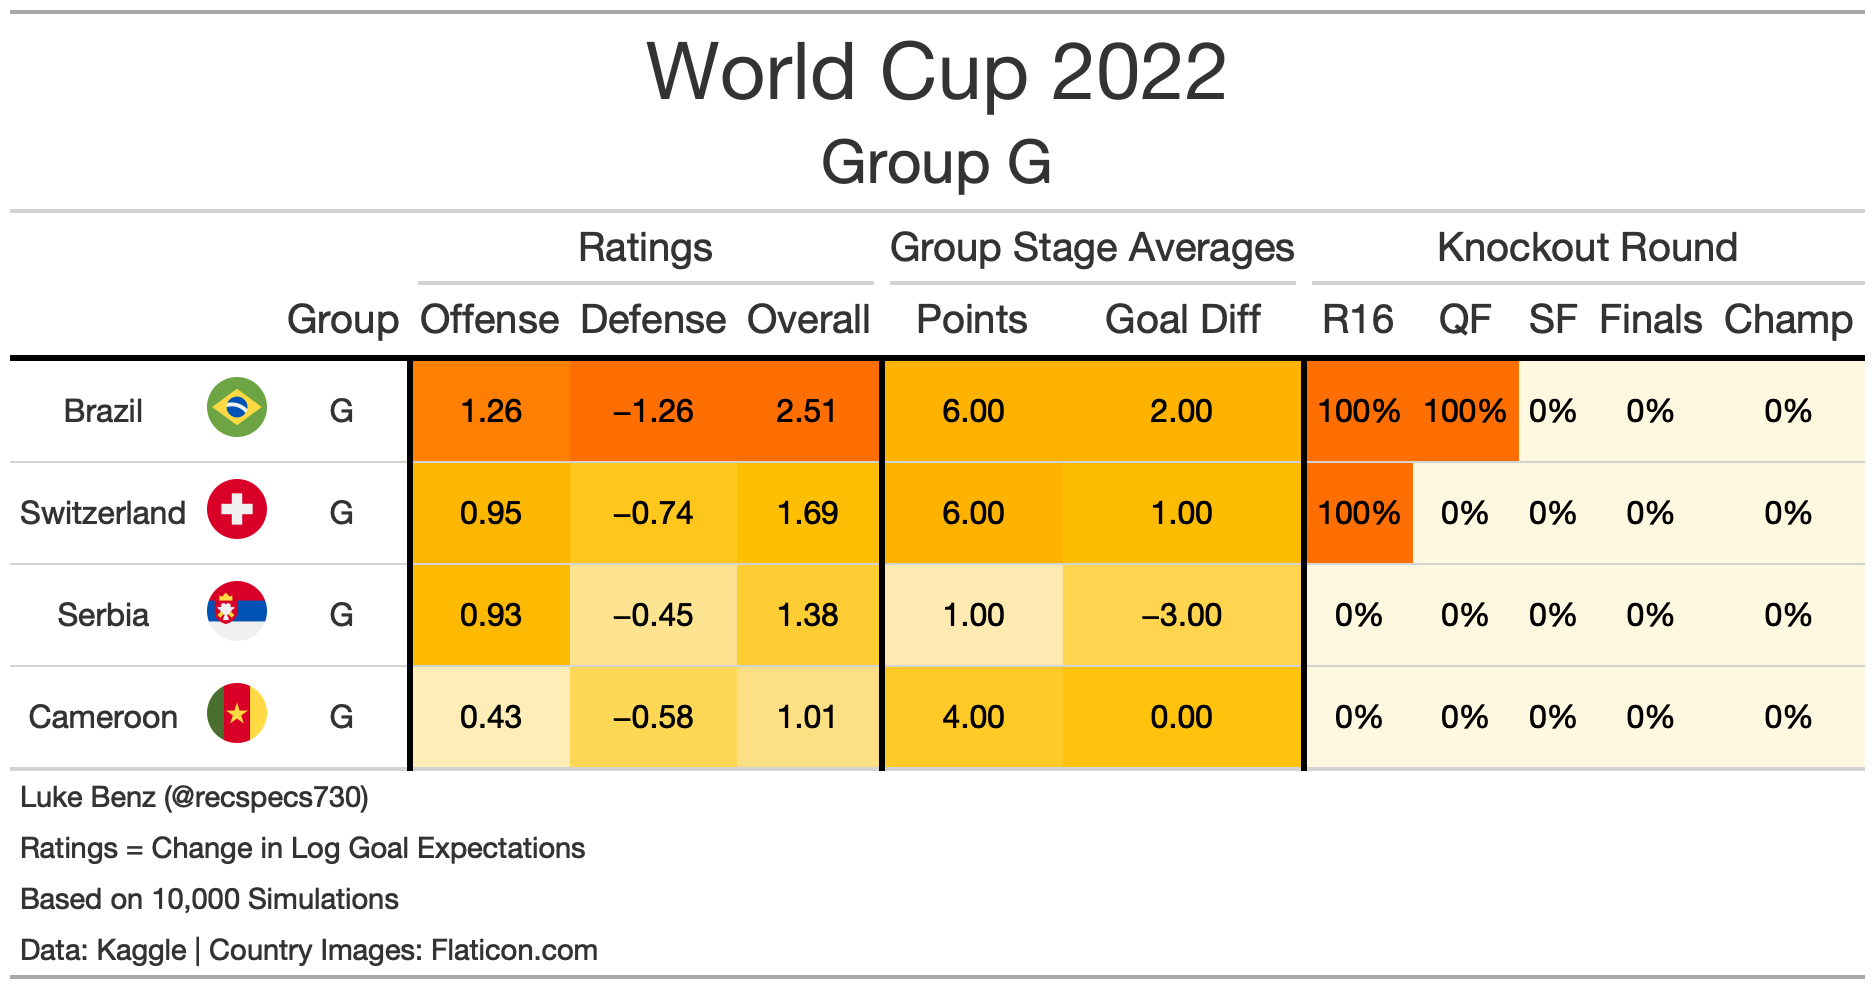 World Cup 2022
Group G
Ratings Group Stage Averages Knockout Round
Group Offense Defense Overall Points Goal Diff R16 QF SF Finals Champ
Brazil G 1.26 −1.26 2.51 6.00 2.00 100% 100% 0% 0% 0%
Switzerland G 0.95 −0.74 1.69 6.00 1.00 100% 0% 0% 0% 0%
Serbia G 0.93 −0.45 1.38 1.00 −3.00 0% 0% 0% 0% 0%
Cameroon G 0.43 −0.58 1.01 4.00 0.00 0% 0% 0% 0% 0%
Luke Benz (@recspecs730)
Ratings = Change in Log Goal Expectations
Based on 10,000 Simulations
Data: Kaggle | Country Images: Flaticon.com